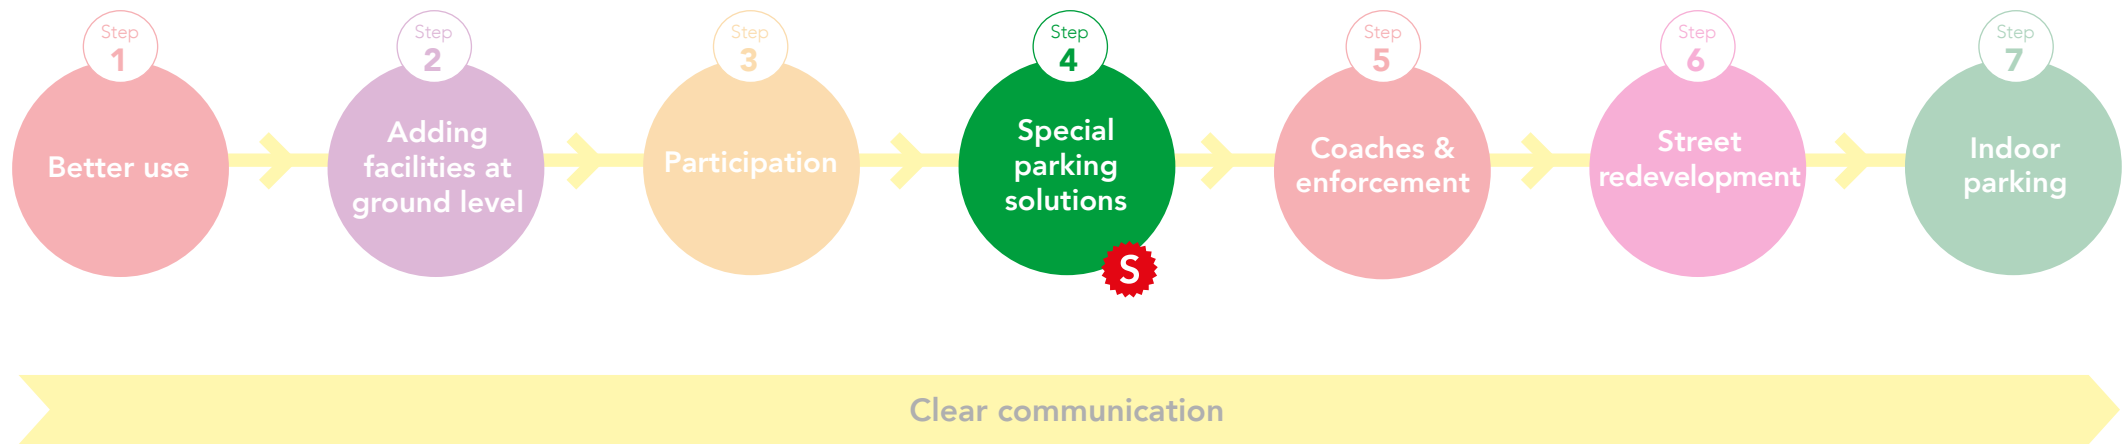 Step
1
Better use
Step
2
Adding
facilities at
ground level
Step
3
Participation
Step
4
Special
parking
solutions
S
Step
5
Coaches &
enforcement
Step
6
Street
redevelopment
Step
7
Indoor
parking
Clear communication